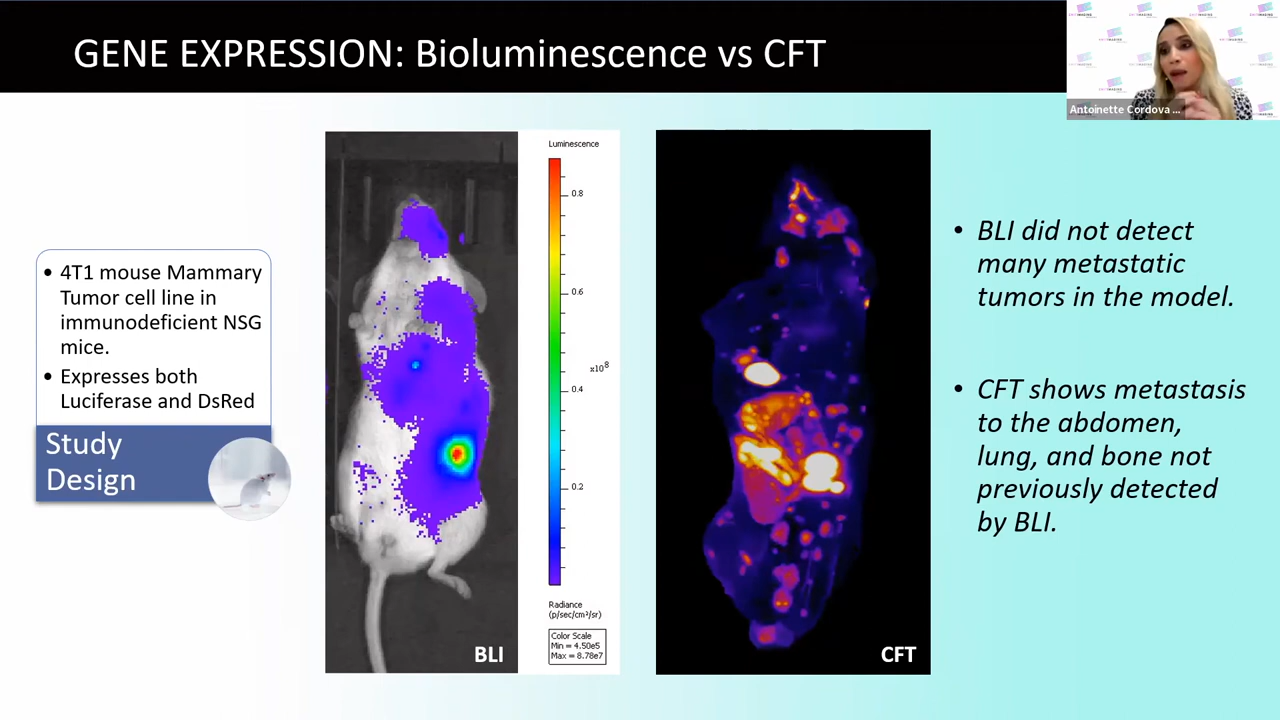 GENE EXPRESSION: Bioluminescence vs CFT
Antoinette Cordova ...
• 4T1 mouse Mammary
Tumor cell line in
immunodeficient NSG
mice.
• Expresses both
Luciferase and DsRed
Study
Design
Luminescence
0.8
0.6
x10⁸
0.4
0.2
Radiance
(p/sec/cm²/sr)
Color Scale
Min = 4.50e5
Max = 8.78e7
BLI
CFT
• BLI did not detect
many metastatic
tumors in the model.
• CFT shows metastasis
to the abdomen,
lung, and bone not
previously detected
by BLI.